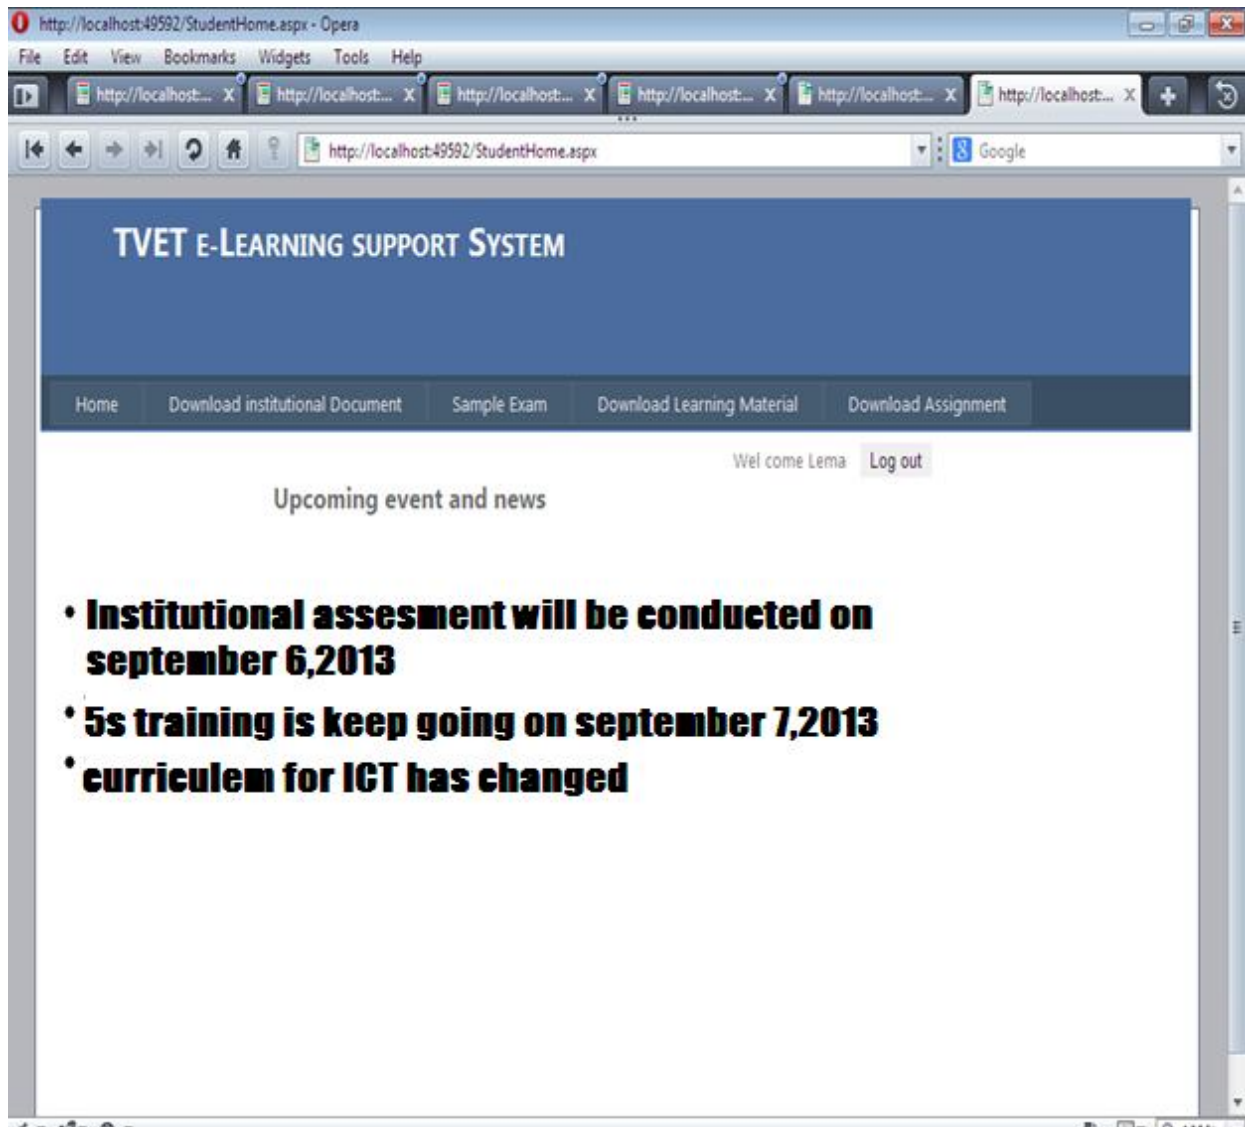 http://localhost:49592/StudentHome.aspx - Opera
File Edit View Bookmarks Widgets Tools Help
http://localhost:... X http://localhost:... X http://localhost:... X http://localhost:... X http://localhost:... X http://localhost:... X
http://localhost:49592/StudentHome.aspx Google
TVET E-LEARNING SUPPORT SYSTEM
Home Download institutional Document Sample Exam Download Learning Material Download Assignment
Wel come Lema Log out
Upcoming event and news
• Institutional assesment will be conducted on
september 6,2013
• 5s training is keep going on september 7,2013
• curriculem for ICT has changed